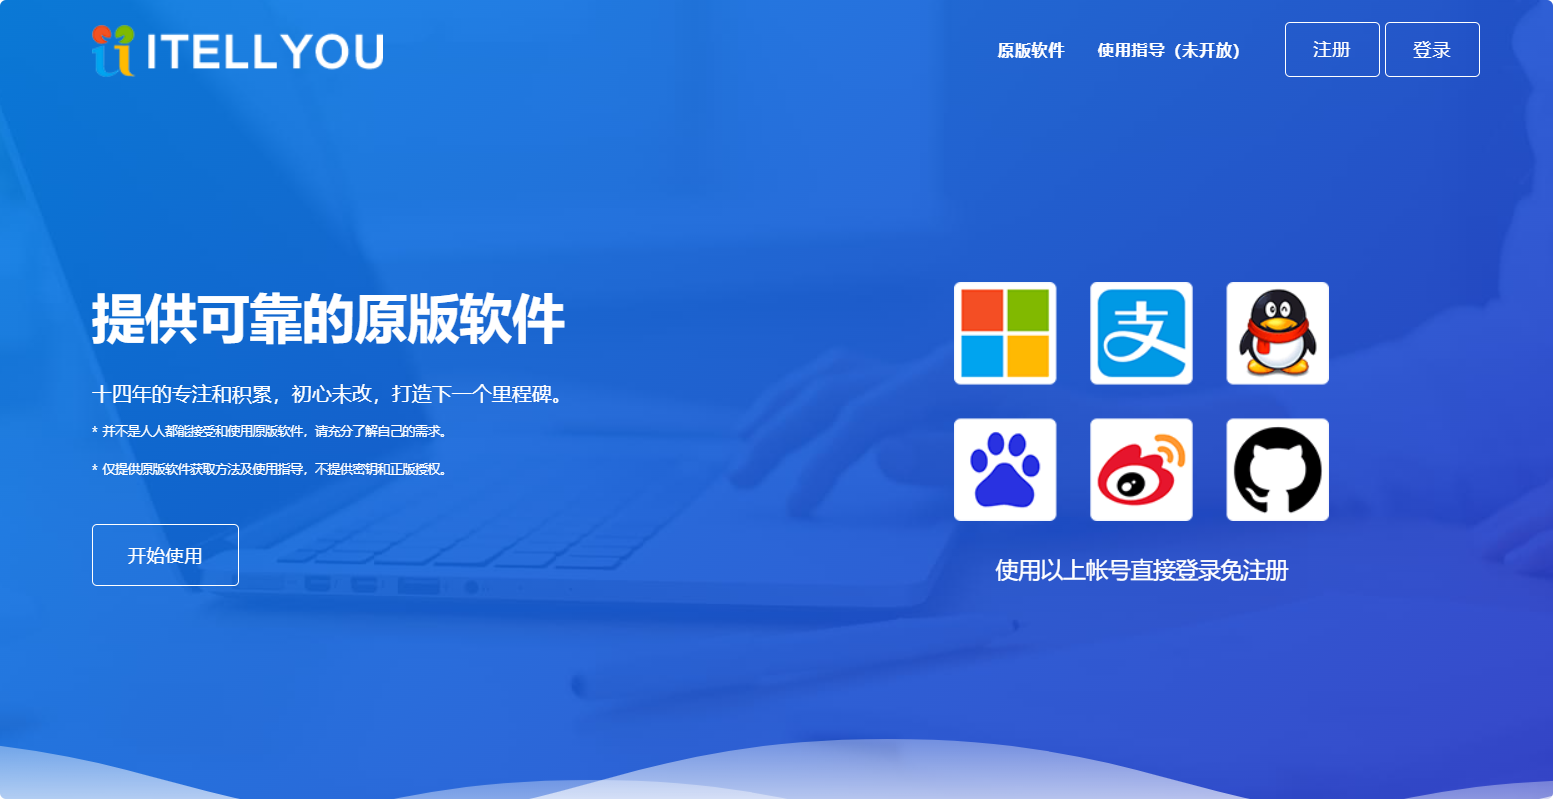 ITELLYOU
原版软件
使用指导（未开放）
注册
登录
提供可靠的原版软件
十四年的专注和积累，初心未改，打造下一个里程碑。
* 并不是人人都能接受和使用原版软件，请充分了解自己的需求。
* 仅提供原版软件获取方法及使用指导，不提供密钥和正版授权。
开始使用
支
使用以上帐号直接登录免注册